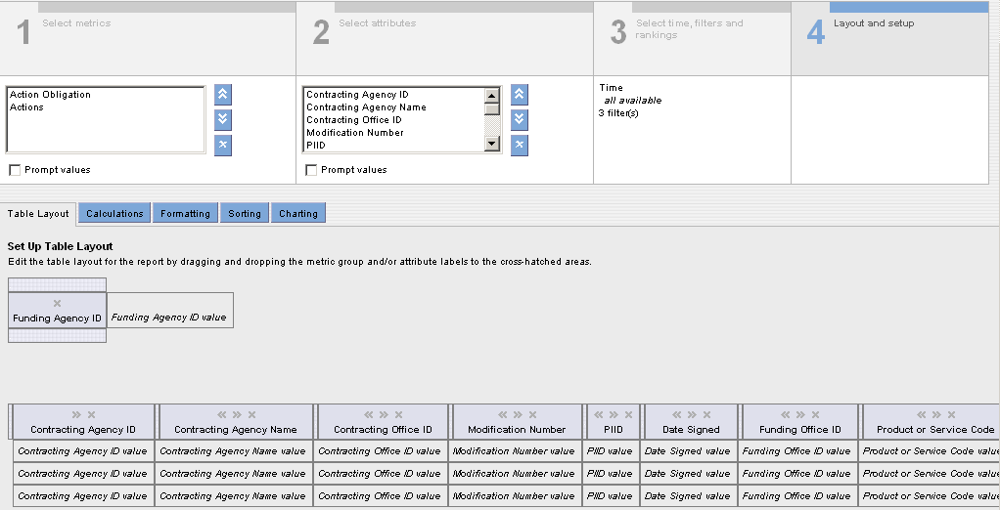 1 Select metrics
2 Select attributes
3 Select time, filters and rankings
4 Layout and setup
Action Obligation
Actions
Prompt values
Contracting Agency ID
Contracting Agency Name
Contracting Office ID
Modification Number
PIID
Prompt values
Time
all available
3 filter(s)
Table Layout Calculations Formatting Sorting Charting
Set Up Table Layout
Edit the table layout for the report by dragging and dropping the metric group and/or attribute labels to the cross-hatched areas.
Funding Agency ID Funding Agency ID value
Contracting Agency ID Contracting Agency Name Contracting Office ID Modification Number PIID Date Signed Funding Office ID Product or Service Code
Contracting Agency ID value Contracting Agency Name value Contracting Office ID value Modification Number value PIID value Date Signed value Funding Office ID value Product or Service Code value
Contracting Agency ID value Contracting Agency Name value Contracting Office ID value Modification Number value PIID value Date Signed value Funding Office ID value Product or Service Code value
Contracting Agency ID value Contracting Agency Name value Contracting Office ID value Modification Number value PIID value Date Signed value Funding Office ID value Product or Service Code value